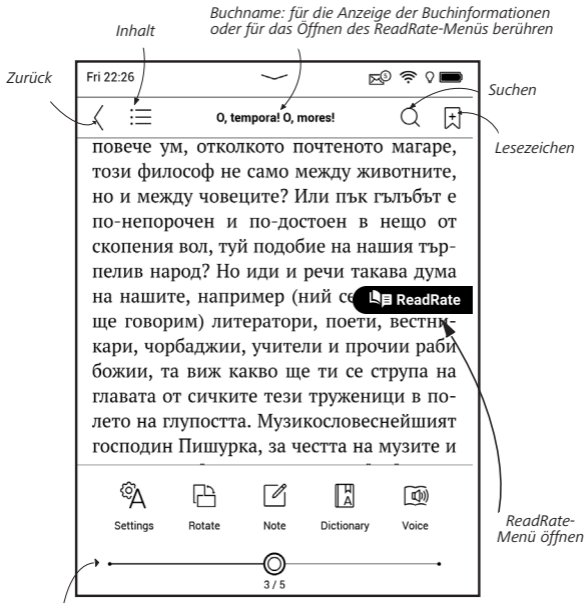 Buchname: für die Anzeige der Buchinformationen
oder für das Öffnen des ReadRate-Menüs berühren
Inhalt
Zurück
Fri 22:26
Suchen
O, tempora! O, mores!
Lesezeichen
повече ум, отколкото почтеното магаре,
този философ не само между животните,
но и между човеците? Или пък гълъбът е
по-непорочен и по-достоен в нещо от
скопения вол, туй подобие на нашия тър-
пелив народ? Но иди и речи такава дума
на нашите, например (ний се
ReadRate
ще говорим) литератори, поети, вестни-
кари, чорбаджии, учители и прочии раби
божии, та виж какво ще ти се струпа на
главата от сичките тези труженици в по-
лето на глупостта. Музикословеснейшият
господин Пишурка, за честта на музите и
Settings
Rotate
Note
Dictionary
Voice
ReadRate-
Menü öffnen
3 / 5